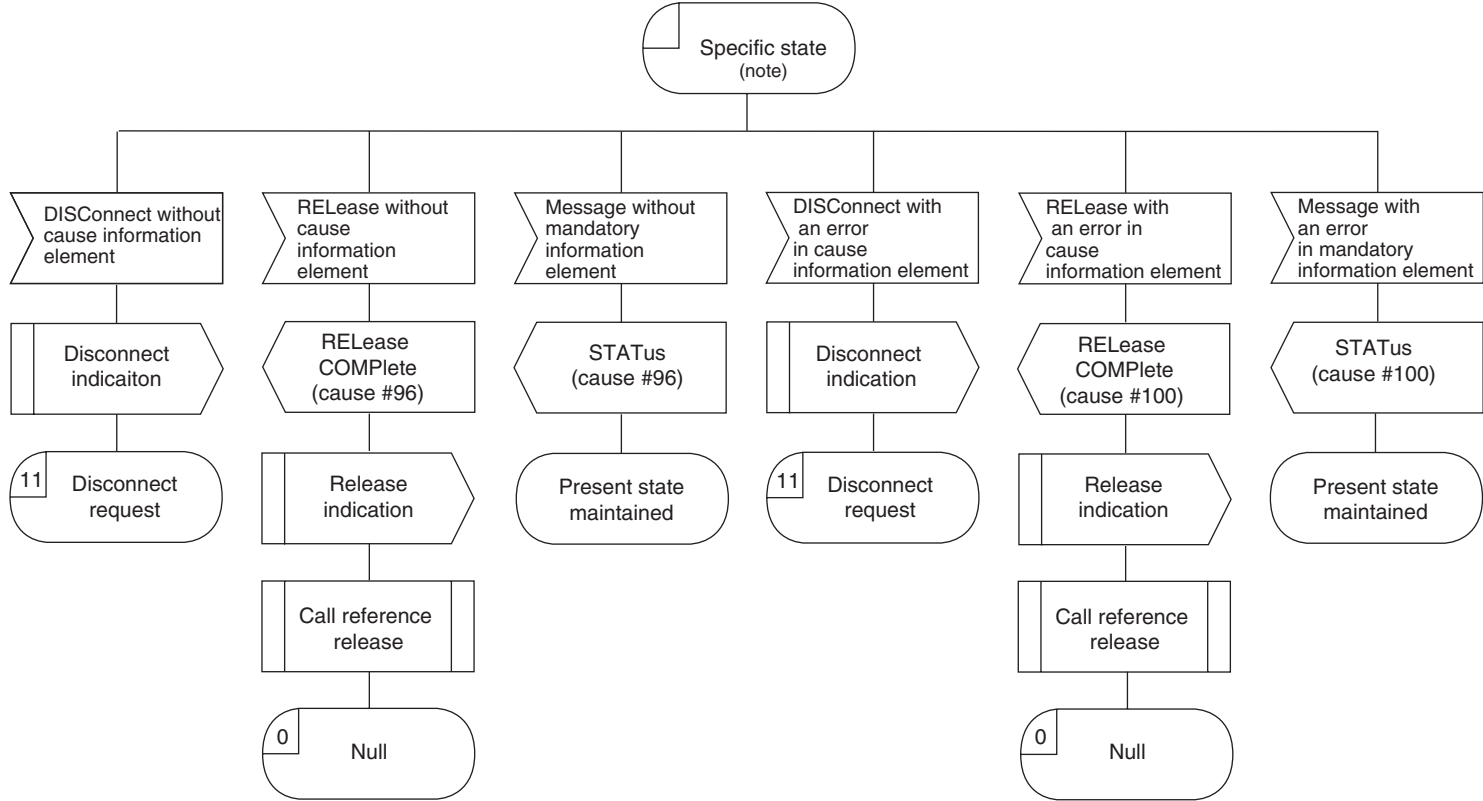 Specific state
(note)
DISConnect without
cause information
element
RELease without
cause
information
element
Message without
mandatory
information
element
DISConnect with
an error
in cause
information element
RELease with
an error in
cause
information element
Message with
an error
in mandatory
information element
Disconnect
indicaiton
RELease
COMPlete
(cause #96)
STATus
(cause #96)
Disconnect
indication
RELease
COMPlete
(cause #100)
STATus
(cause #100)
11
Disconnect
request
Release
indication
Present state
maintained
11
Disconnect
request
Release
indication
Present state
maintained
Call reference
release
Call reference
release
0
Null
0
Null